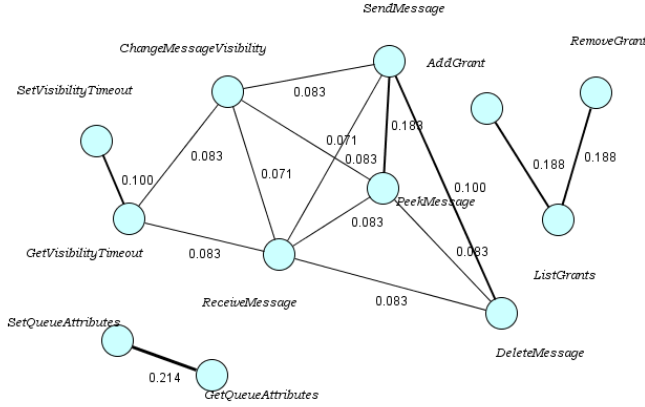 SendMessage
RemoveGrant
ChangeMessageVisibility
AddGrant
SetVisibilityTimeout
0.083
0.183
0.071
0.083
0.083
0.188
0.188
0.071
0.100
0.100
PeekMessage
0.083
GetVisibilityTimeout
0.083
0.083
ListGrants
ReceiveMessage
0.083
SetQueueAttributes
DeleteMessage
0.214
GetQueueAttributes